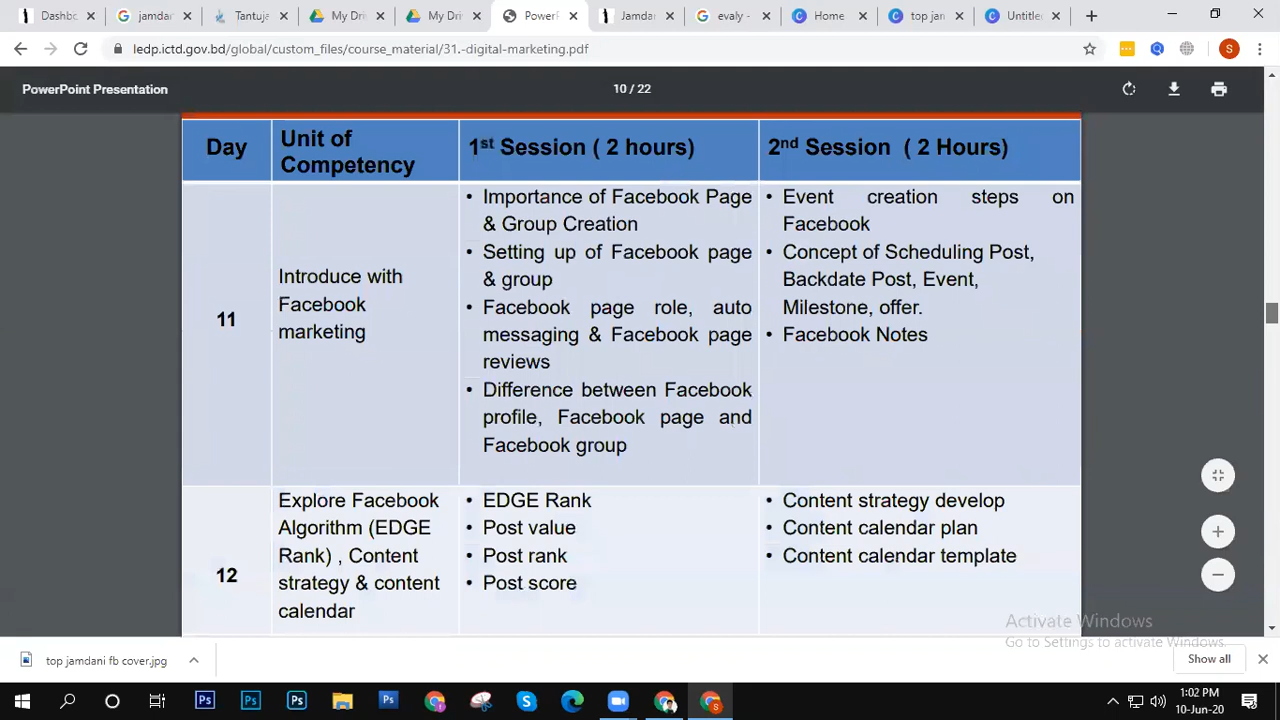 Dashbo
jamdan
Tantuja
My Driv
My Driv
PowerP
Jamdan
evaly -
Home
top jam
Untitled
ledp.ictd.gov.bd/global/custom_files/course_material/31.-digital-marketing.pdf
S
PowerPoint Presentation
10 / 22
Day
Unit of
Competency
1st Session ( 2 hours)
2nd Session ( 2 Hours)
11
Introduce with
Facebook
marketing
• Importance of Facebook Page
& Group Creation
• Setting up of Facebook page
& group
• Facebook page role, auto
messaging & Facebook page
reviews
• Difference between Facebook
profile, Facebook page and
Facebook group
• Event creation steps on
Facebook
• Concept of Scheduling Post,
Backdate Post, Event,
Milestone, offer.
• Facebook Notes
12
Explore Facebook
Algorithm (EDGE
Rank) , Content
strategy & content
calendar
• EDGE Rank
• Post value
• Post rank
• Post score
• Content strategy develop
• Content calendar plan
• Content calendar template
Activate Windows
Go to Settings to activate Windows.
top jamdani fb cover.jpg
Show all
1:02 PM
10-Jun-20